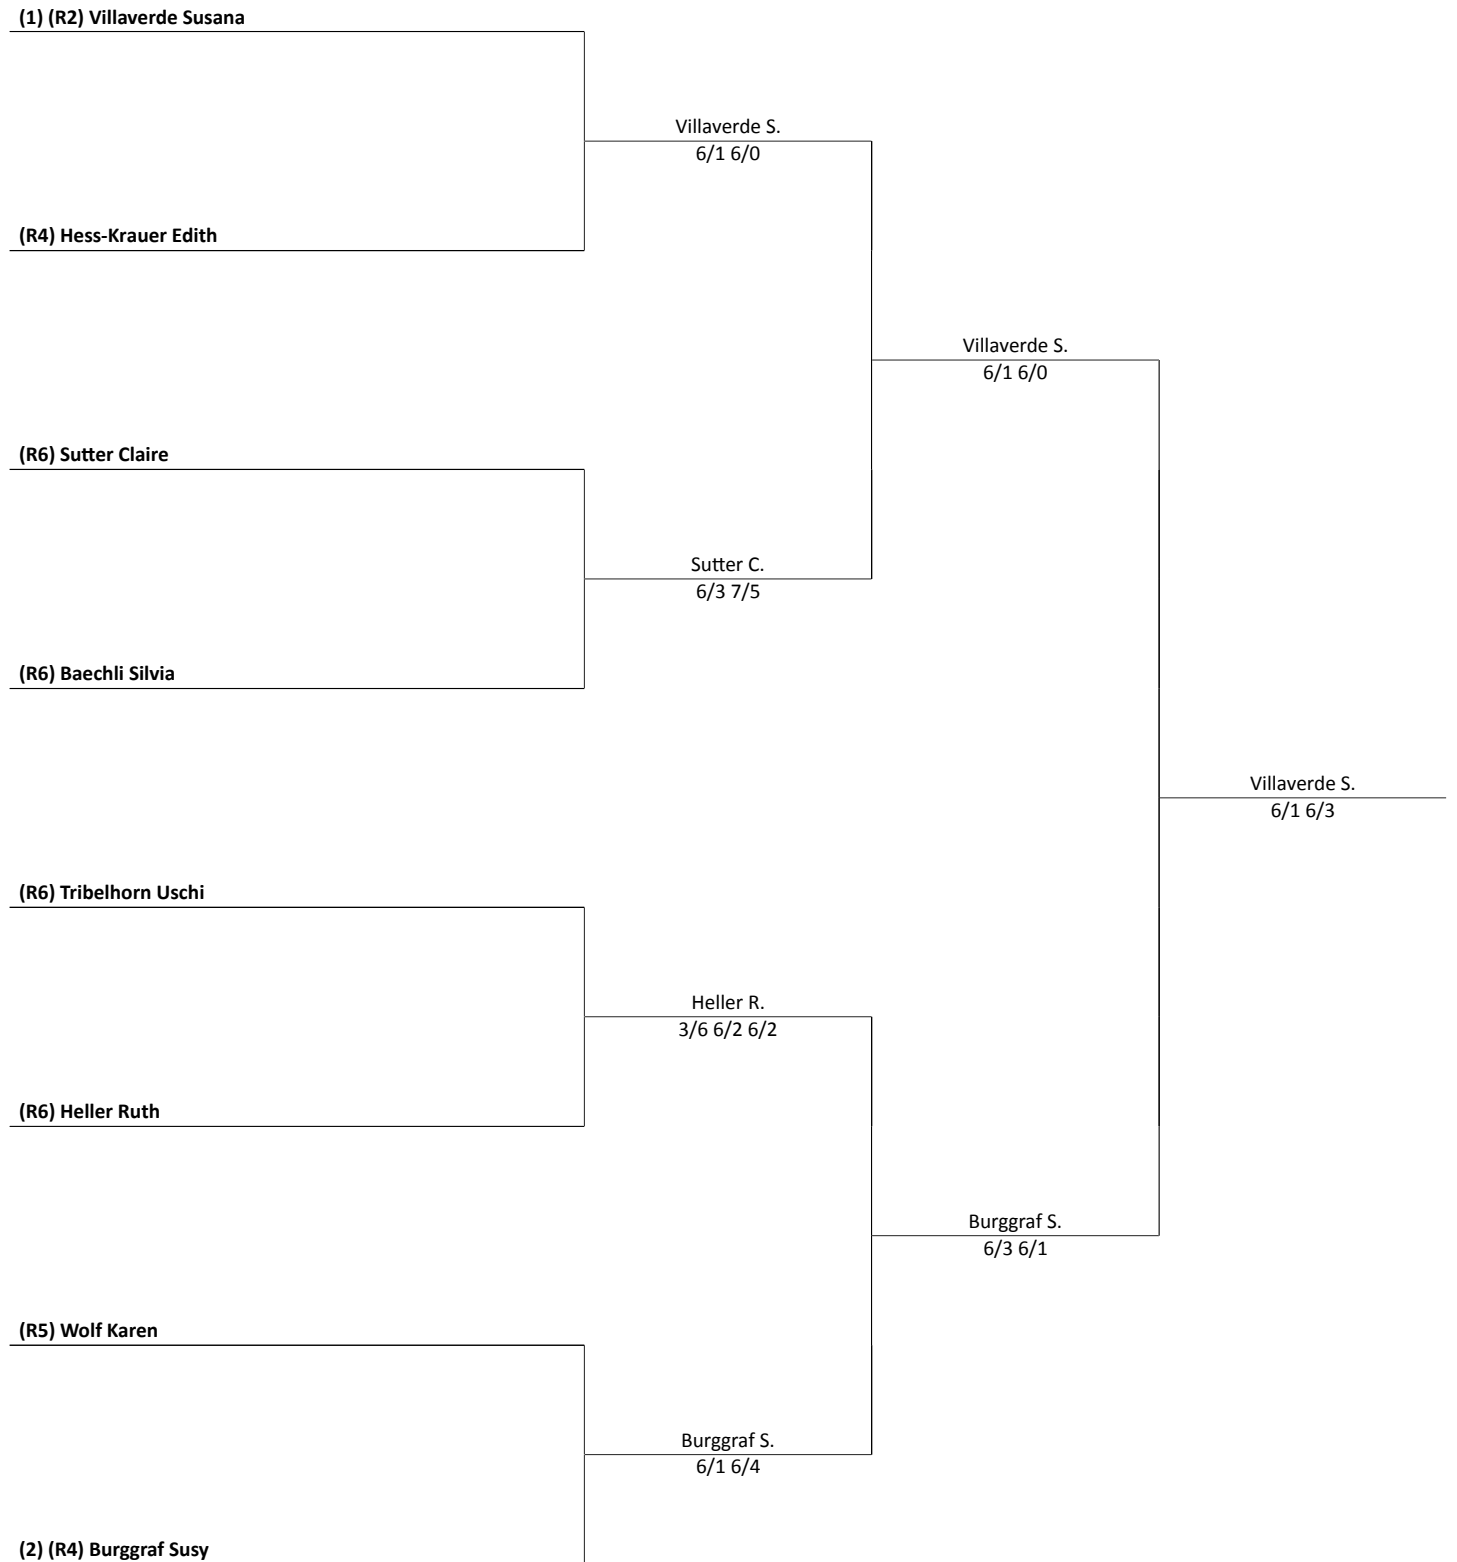 (1) (R2) Villaverde Susana
Villaverde S.
6/1 6/0
(R4) Hess-Krauer Edith
Villaverde S.
6/1 6/0
(R6) Sutter Claire
Sutter C.
6/3 7/5
(R6) Baechli Silvia
Villaverde S.
6/1 6/3
(R6) Tribelhorn Uschi
Heller R.
3/6 6/2 6/2
(R6) Heller Ruth
Burggraf S.
6/3 6/1
(R5) Wolf Karen
Burggraf S.
6/1 6/4
(2) (R4) Burggraf Susy